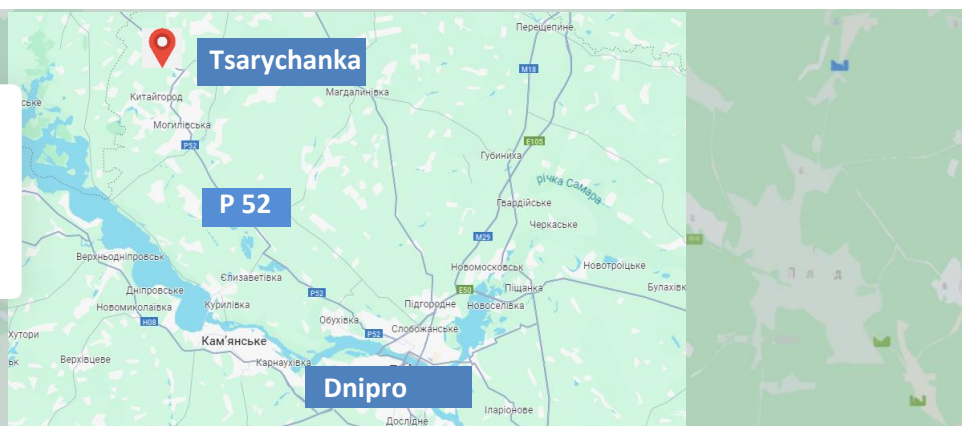 Перещепине
Tsarychanka
M18
Магдалинівка
Китайгород
Могилівська
P52
E105
Губиниха
річка Самара
P 52
Гвардійське
Черкаське
M29
Верхньодніпровськ
Новомосковськ
Новотроїцьке
Єлизаветівка
Дніпровське
P52
E50
Піщанка
Булахівк
Новомиколаївка
Курилівка
Підгородне
Новоселівка
H08
Обухівка
Слобожанське
Хутори
P52
Кам'янське
Верхівцеве
Карнаухівка
Dnipro
Іларіонове
Дослідне